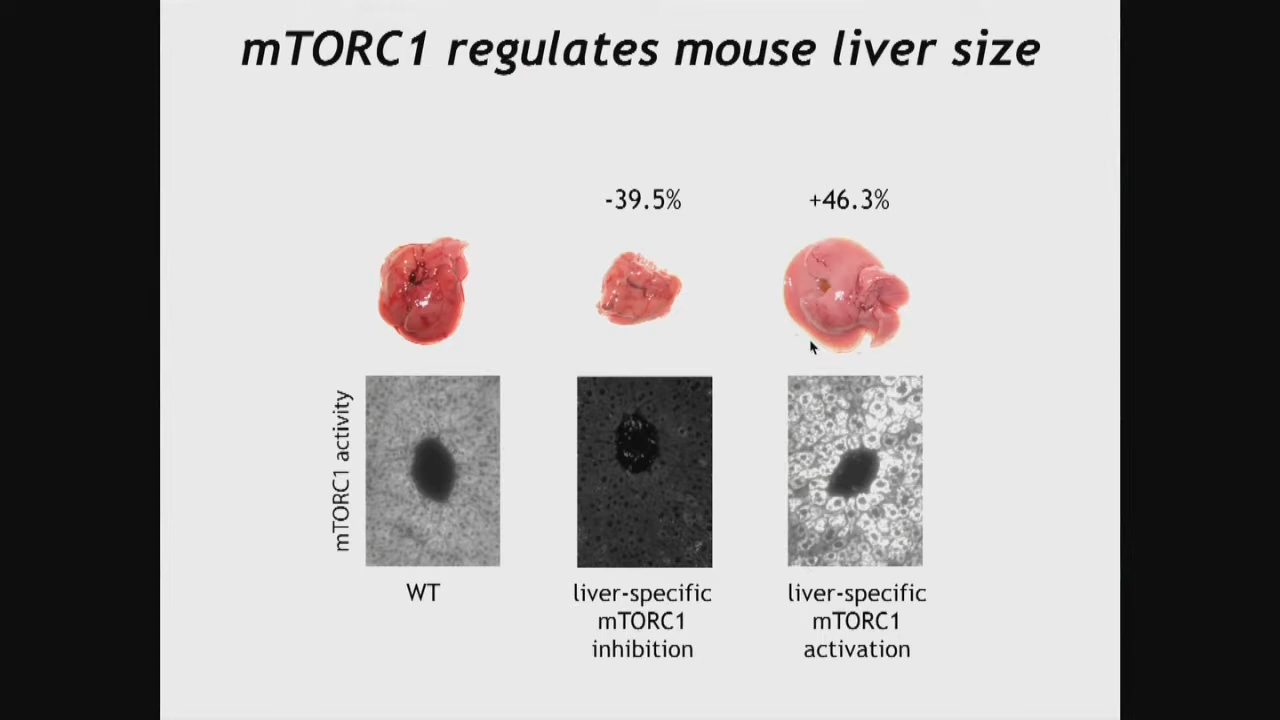 mTORC1 regulates mouse liver size
-39.5%
+46.3%
mTORC1 activity
WT
liver-specific
mTORC1
inhibition
liver-specific
mTORC1
activation